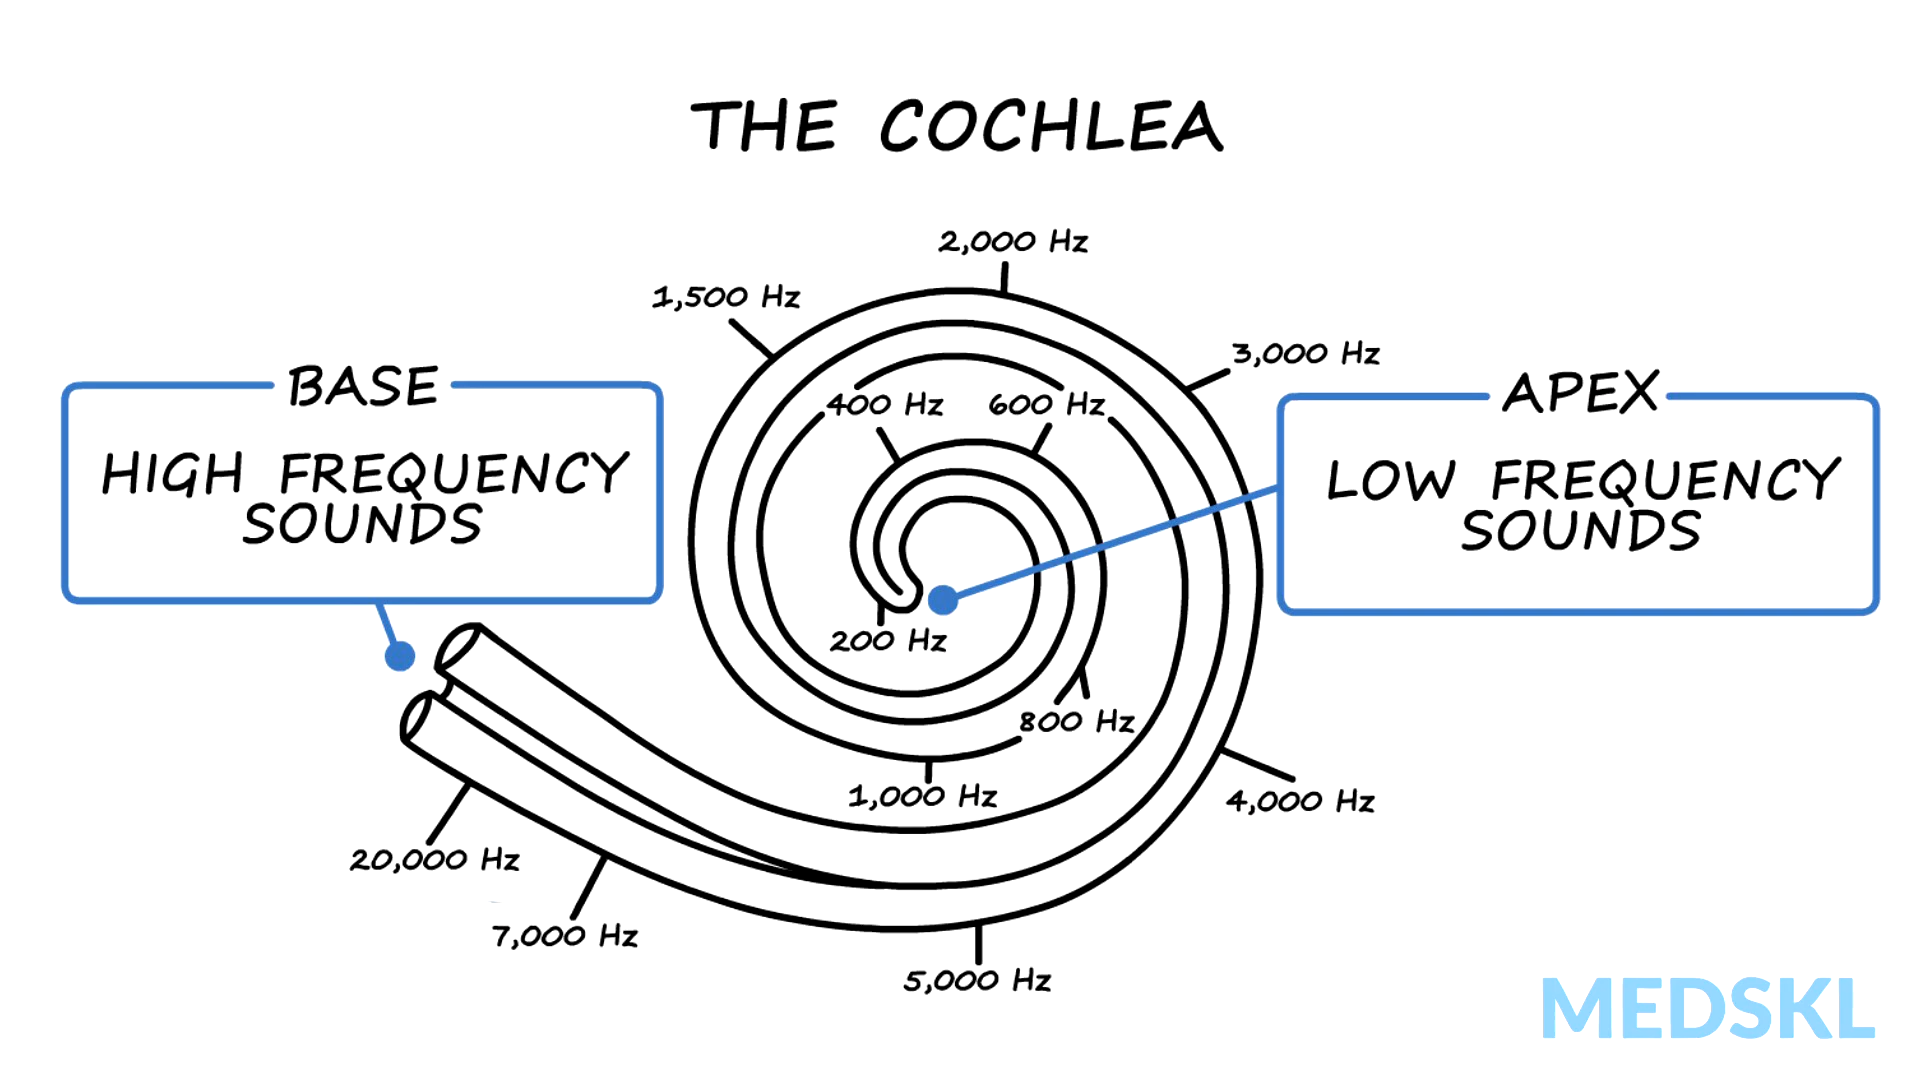 THE COCHLEA
2,000 Hz
1,500 Hz
3,000 Hz
BASE
HIGH FREQUENCY
SOUNDS
400 Hz
600 Hz
APEX
LOW FREQUENCY
SOUNDS
200 Hz
800 Hz
1,000 Hz
4,000 Hz
20,000 Hz
7,000 Hz
5,000 Hz
MEDSKL